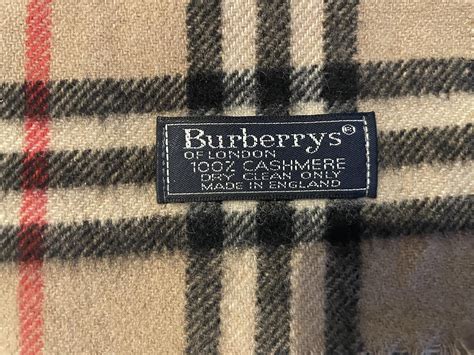 Burberrys®
OF LONDON
100% CASHMERE
DRY CLEAN ONLY
MADE IN ENGLAND